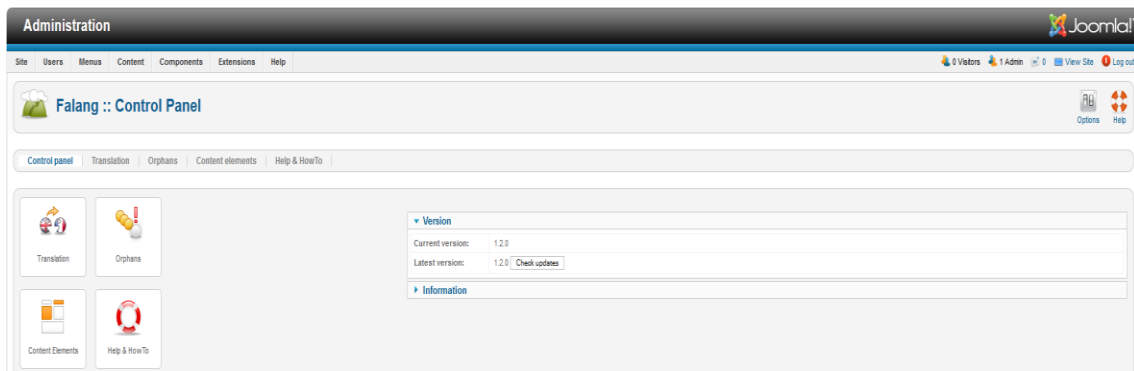 Administration
Joomla!
Site Users Menus Content Components Extensions Help
0 Visitors 1 Admin 0 View Site Log out
Falang :: Control Panel
Options Help
Control panel Translation Orphans Content elements Help & HowTo
Version
Current version: 1.2.0
Latest version: 1.2.0 Check updates
Information
Translation Orphans
Content Elements Help & HowTo